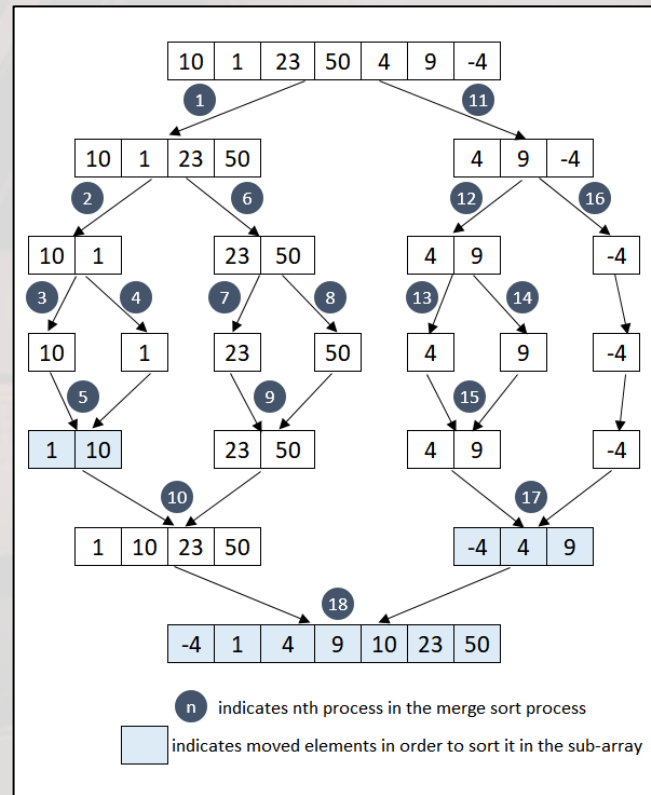 10 1 23 50 4 9 -4
1 11
10 1 23 50 4 9 -4
2 6 12 16
10 1 23 50 4 9 -4
3 4 7 8 13 14
10 1 23 50 4 9 -4
5 9 15
1 10 23 50 4 9 -4
10 17
1 10 23 50 -4 4 9
18
-4 1 4 9 10 23 50
n indicates nth process in the merge sort process
indicates moved elements in order to sort it in the sub-array